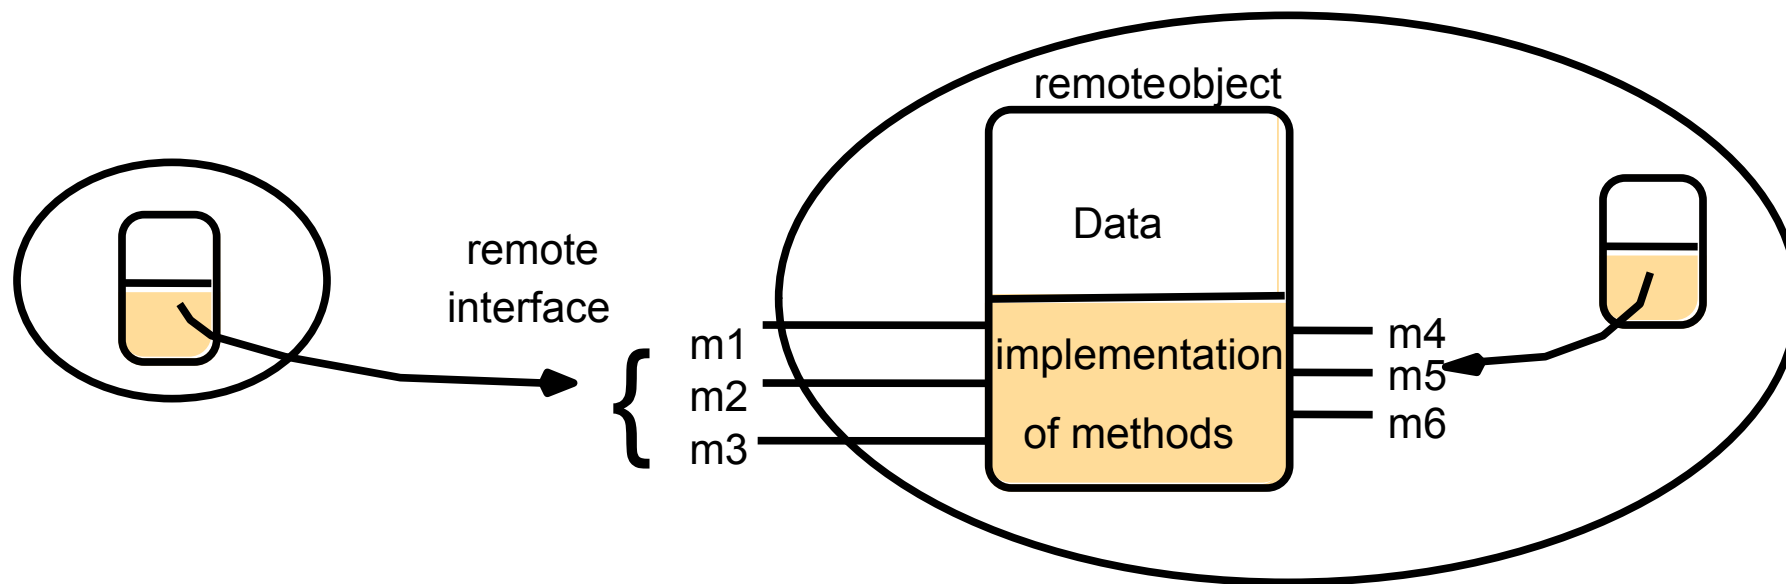 remoteobject
Data
remote
interface
{
m1
m2
m3
implementation
of methods
m4
m5
m6